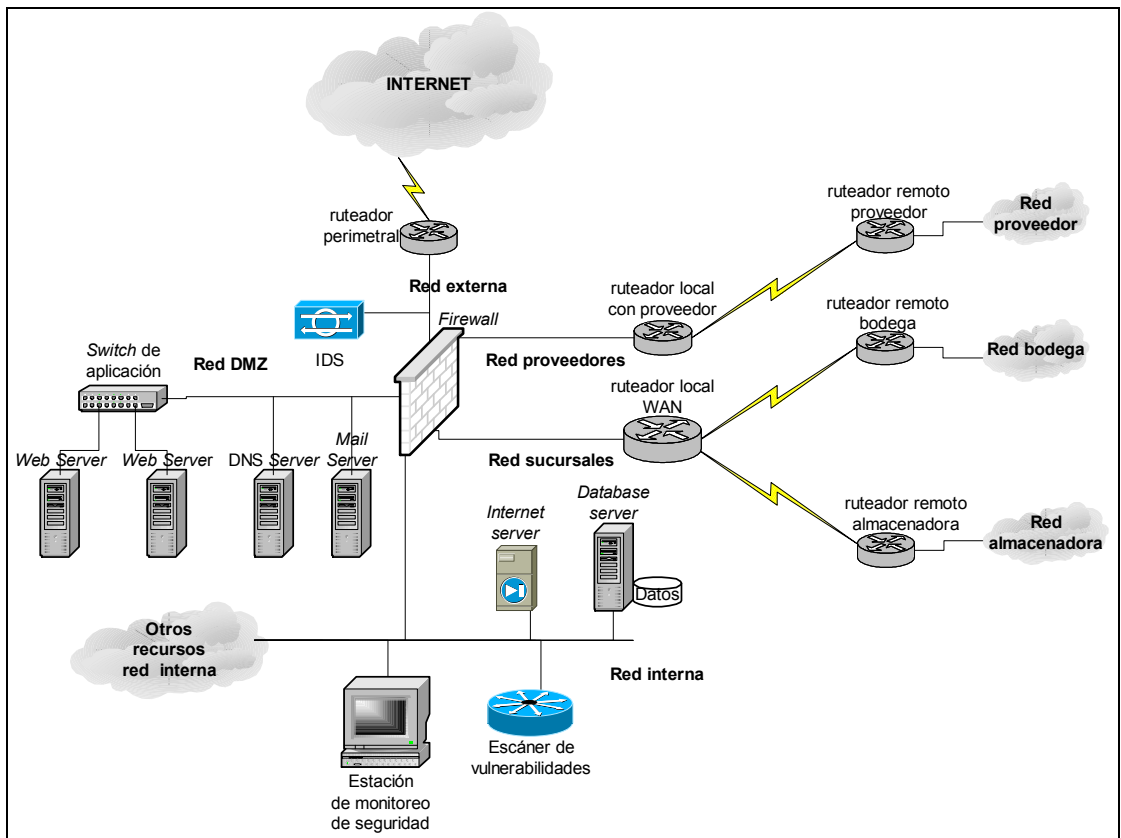 INTERNET
ruteador
perimetral
Red externa
Firewall
IDS
ruteador remoto
proveedor
Red
proveedor
ruteador local
con proveedor
Red proveedores
ruteador remoto
bodega
Red bodega
Switch de
aplicación
Red DMZ
ruteador local
WAN
Red sucursales
Web Server
Web Server
DNS Server
Mail
Server
Internet
server
Database
server
Datos
ruteador remoto
almacenadora
Red
almacenadora
Otros
recursos
red interna
Red interna
Estación
de monitoreo
de seguridad
Escáner de
vulnerabilidades